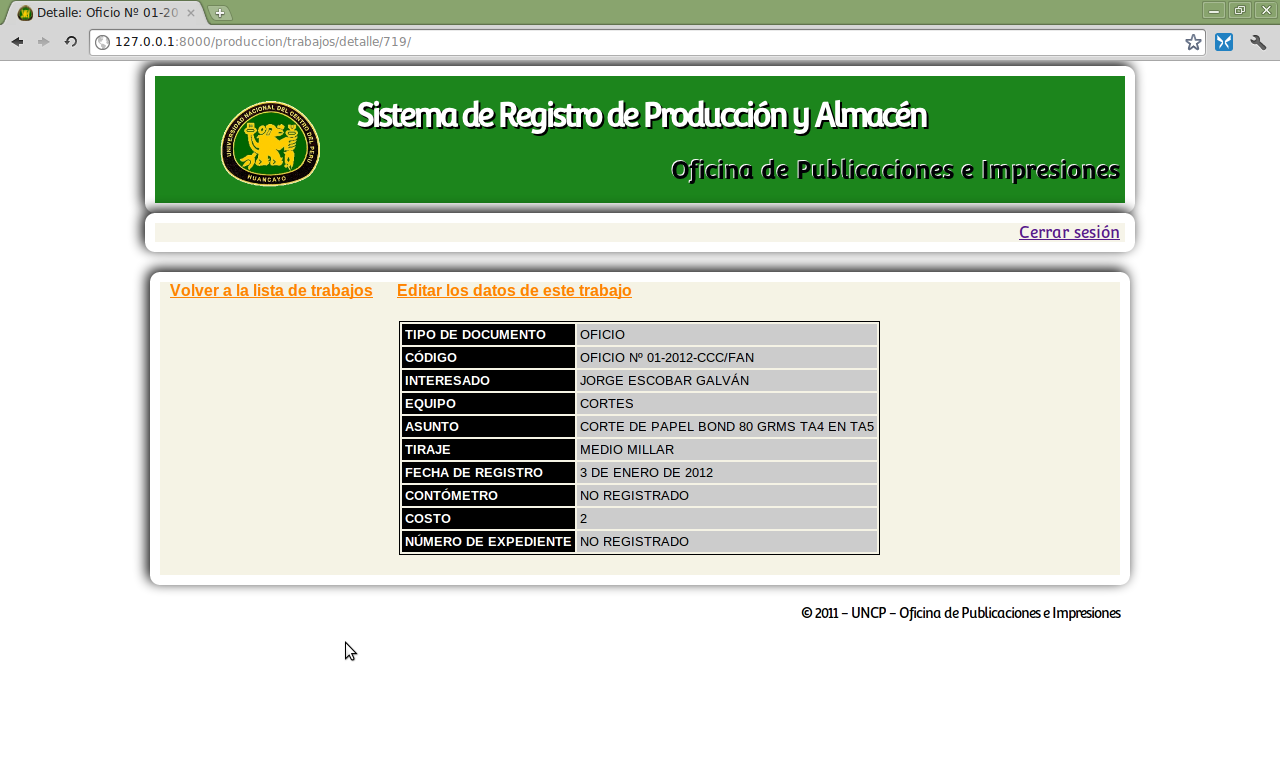 Detalle: Oficio Nº 01-20
127.0.0.1:8000/produccion/trabajos/detalle/719/
UNIVERSIDAD NACIONAL DEL CENTRO DEL PERU
HUANCAYO
Sistema de Registro de Producción y Almacén
Oficina de Publicaciones e Impresiones
Cerrar sesión
Volver a la lista de trabajos Editar los datos de este trabajo
TIPO DE DOCUMENTO OFICIO
CÓDIGO OFICIO Nº 01-2012-CCC/FAN
INTERESADO JORGE ESCOBAR GALVÁN
EQUIPO CORTES
ASUNTO CORTE DE PAPEL BOND 80 GRMS TA4 EN TA5
TIRAJE MEDIO MILLAR
FECHA DE REGISTRO 3 DE ENERO DE 2012
CONTÓMETRO NO REGISTRADO
COSTO 2
NÚMERO DE EXPEDIENTE NO REGISTRADO
© 2011 – UNCP – Oficina de Publicaciones e Impresiones